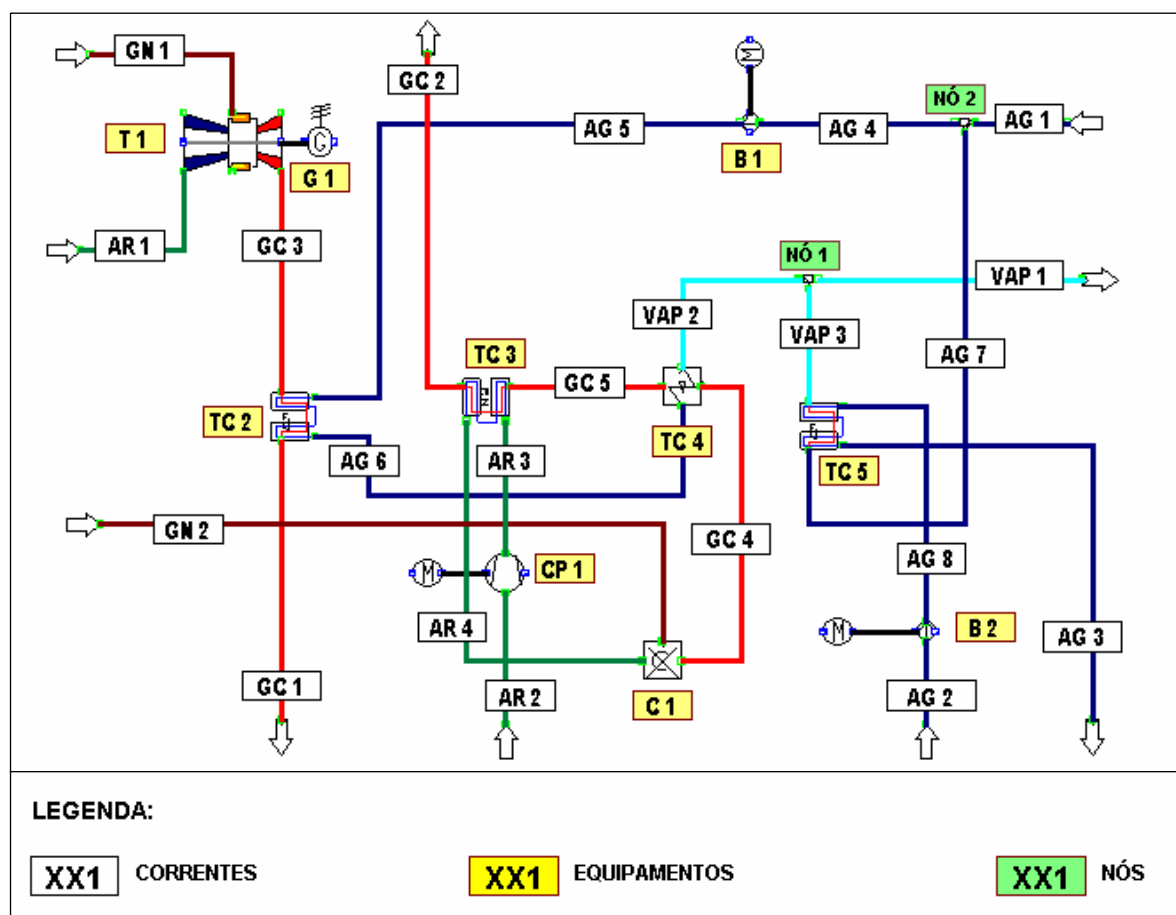 GN 1
GC 2
NÓ 2
AG 5
AG 4
AG 1
T 1
G
B 1
G 1
AR 1
GC 3
NÓ 1
VAP 1
VAP 2
VAP 3
TC 3
AG 7
GC 5
TC 2
TC 4
AG 6
AR 3
TC 5
GN 2
GC 4
AG 8
M
CP 1
AR 4
M
B 2
AG 3
GC 1
AR 2
C 1
AG 2
LEGENDA:
XX1 CORRENTES
XX1 EQUIPAMENTOS
XX1 NÓS